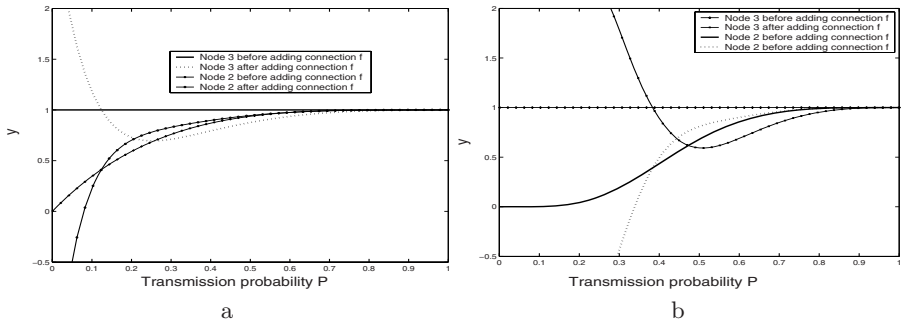 2
1.5
1
0.5
0
−0.5
y
0
0.1
0.2
0.3
0.4
0.5
0.6
0.7
0.8
0.9
1
Transmission probability P
Node 3 before adding connection f
Node 3 after adding connection f
Node 2 before adding connection f
Node 2 after adding connection f
a
2
1.5
1
0.5
0
−0.5
y
0
0.1
0.2
0.3
0.4
0.5
0.6
0.7
0.8
0.9
1
Transmission probability P
Node 3 before adding connection f
Node 3 after adding connection f
Node 2 before adding connection f
Node 2 before adding connection f
b